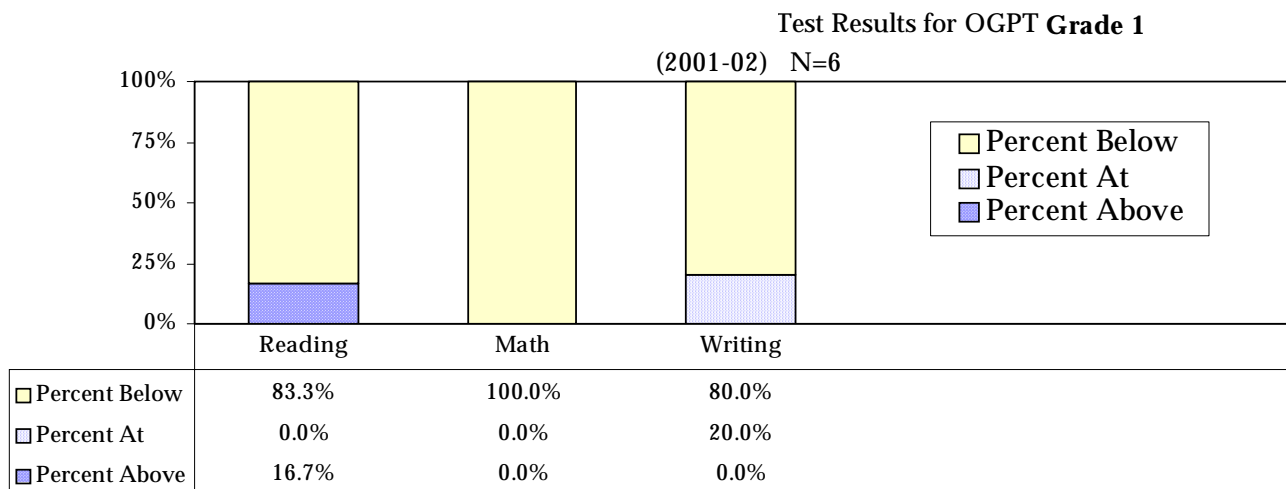 Test Results for OGPT Grade 1
(2001-02) N=6
100%
75%
50%
25%
0%
Percent Below
Percent At
Percent Above
Reading Math Writing
Percent Below 83.3% 100.0% 80.0%
Percent At 0.0% 0.0% 20.0%
Percent Above 16.7% 0.0% 0.0%